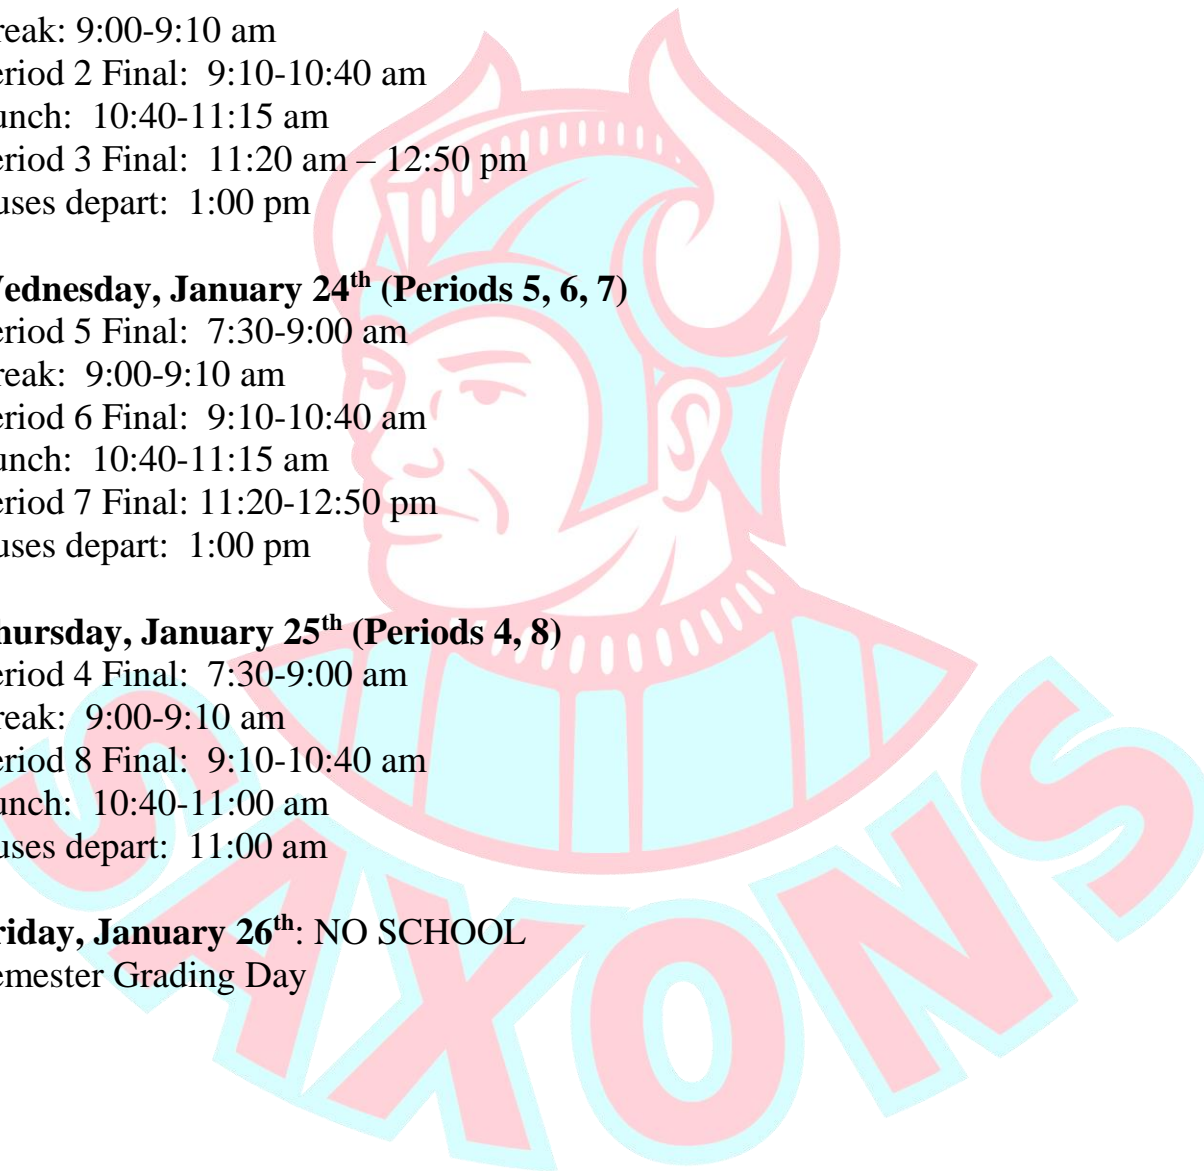 reak: 9:00-9:10 am
eriod 2 Final: 9:10-10:40 am
unch: 10:40-11:15 am
eriod 3 Final: 11:20 am – 12:50 pm
uses depart: 1:00 pm
Wednesday, January 24th (Periods 5, 6, 7)
eriod 5 Final: 7:30-9:00 am
reak: 9:00-9:10 am
eriod 6 Final: 9:10-10:40 am
unch: 10:40-11:15 am
eriod 7 Final: 11:20-12:50 pm
uses depart: 1:00 pm
hursday, January 25th (Periods 4, 8)
eriod 4 Final: 7:30-9:00 am
reak: 9:00-9:10 am
eriod 8 Final: 9:10-10:40 am
unch: 10:40-11:00 am
uses depart: 11:00 am
riday, January 26th: NO SCHOOL
emester Grading Day
SAXONS